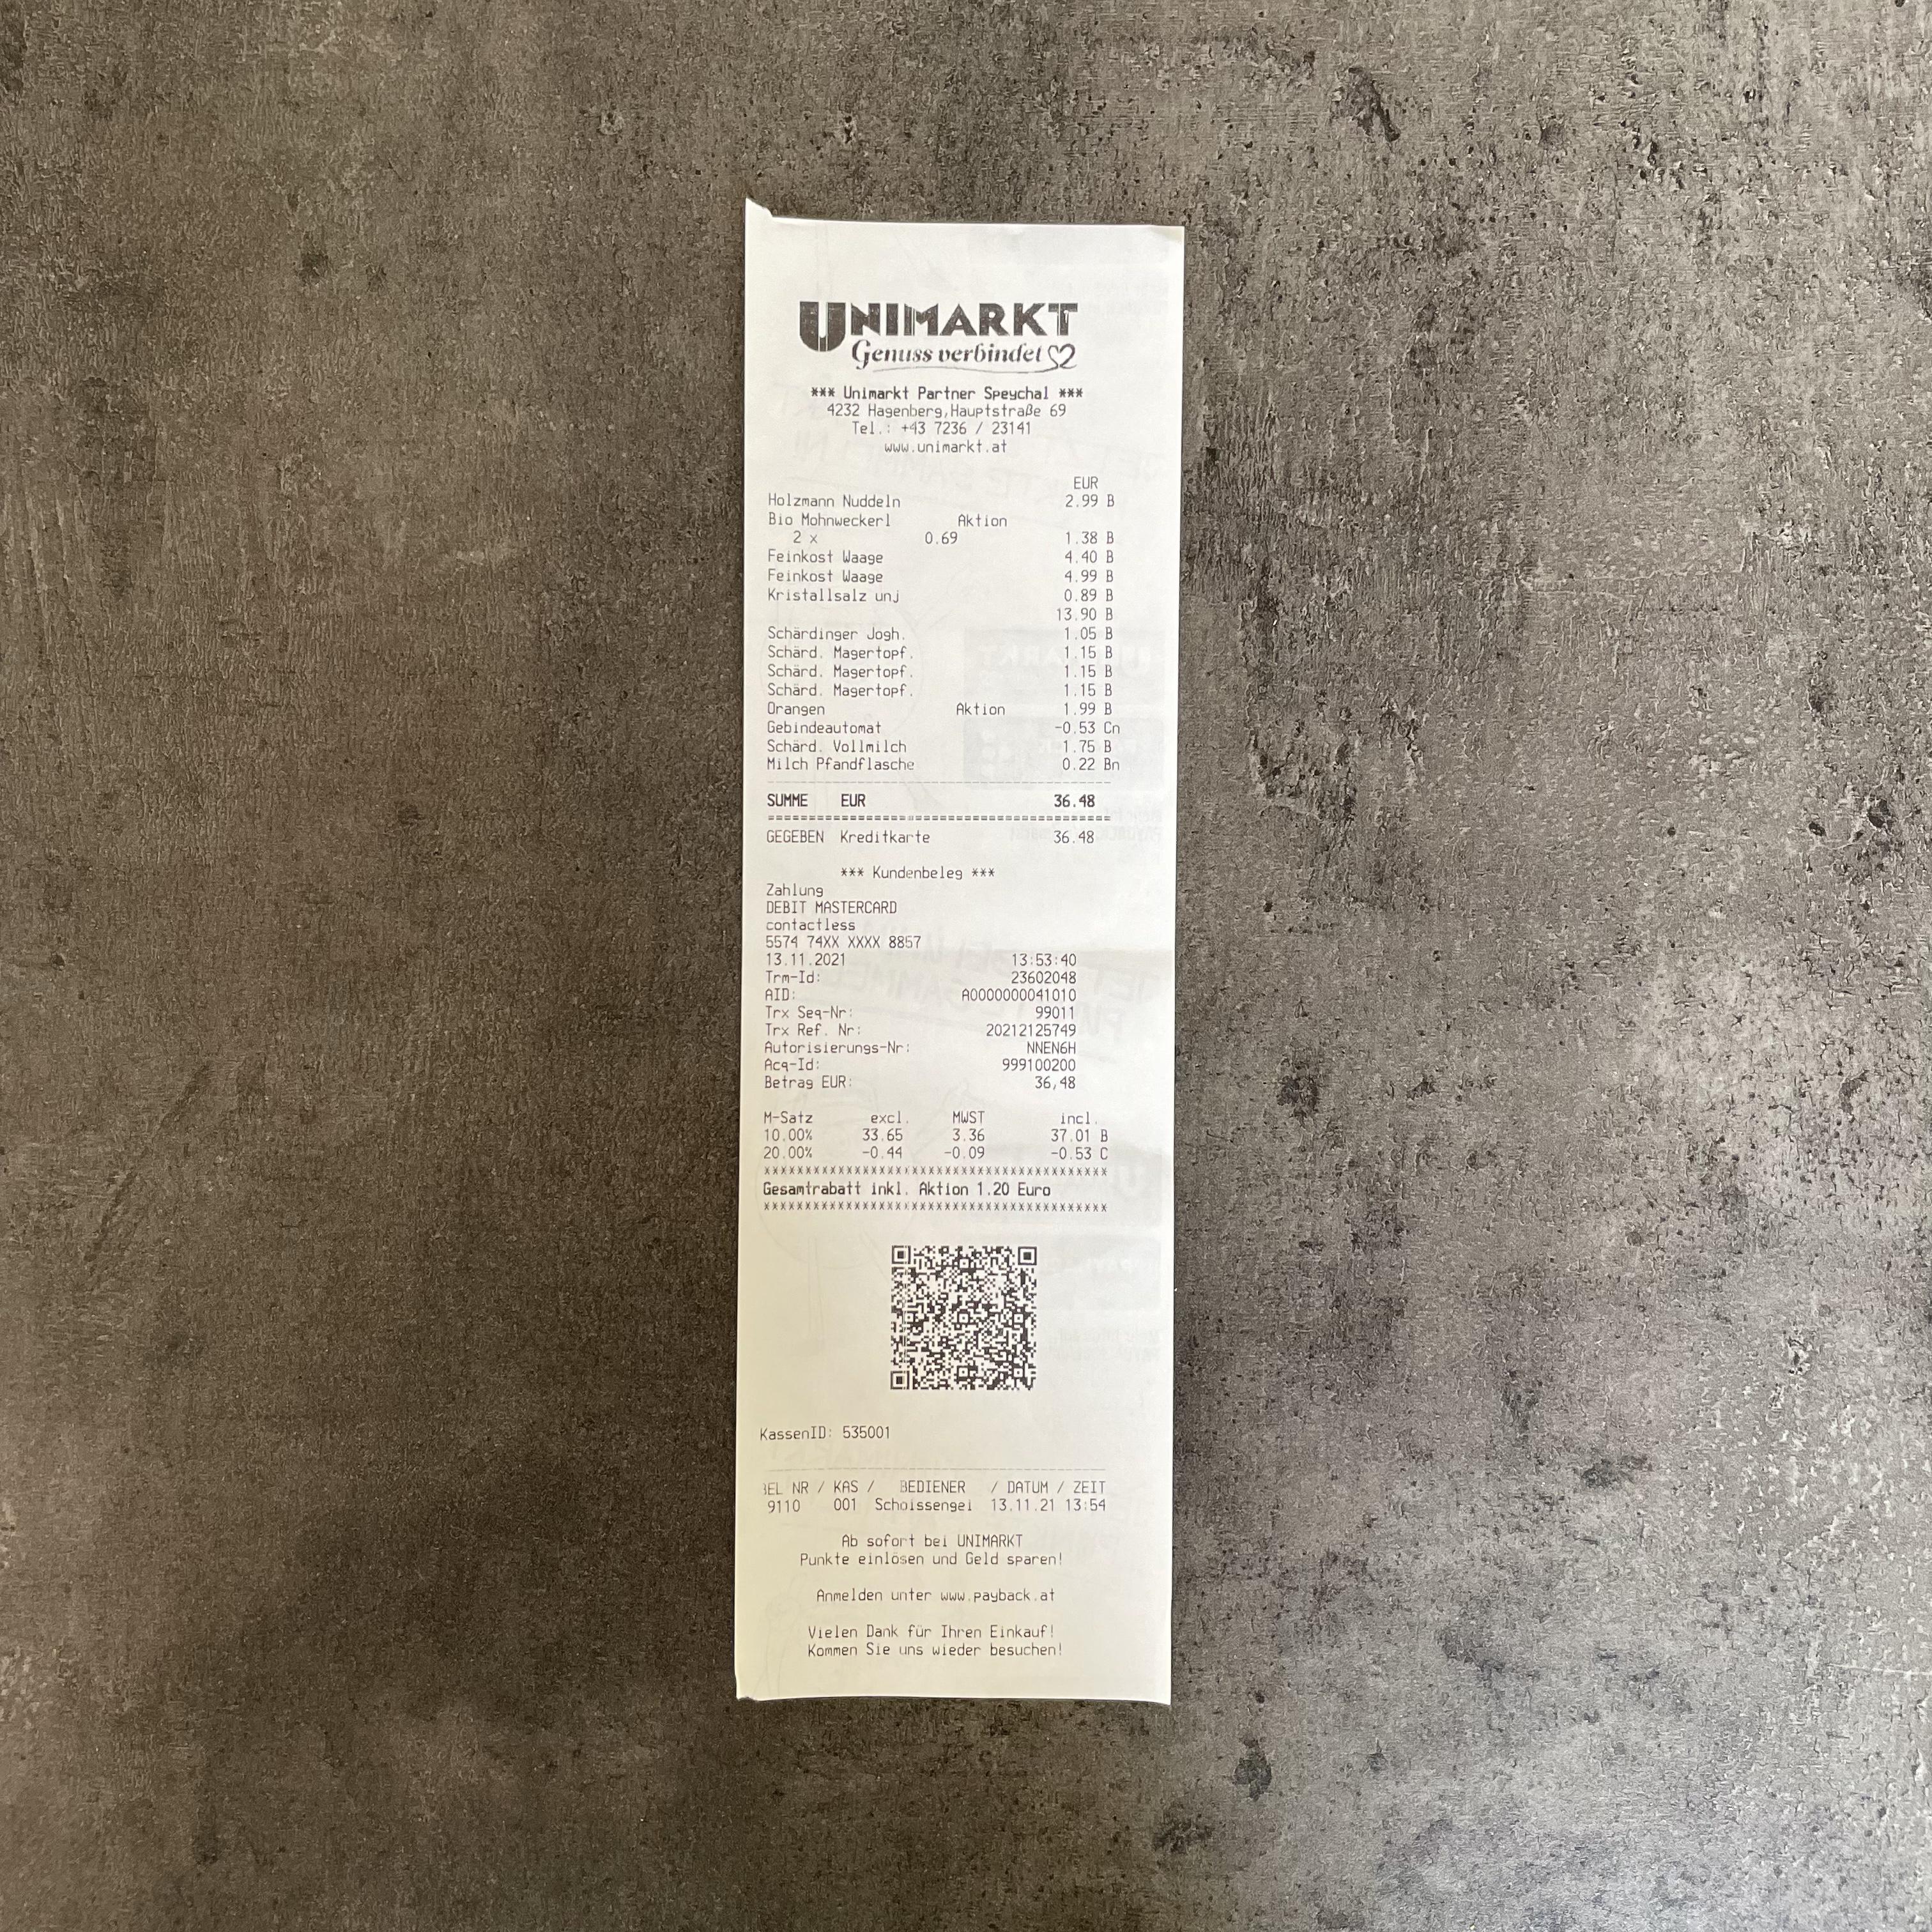 UNIMARKT
Genuss verbindet
*** Unimarkt Partner Speychal ***
4232 Hagenberg,Hauptstraße 69
Tel.: +43 7236 / 23141
www.unimarkt.at
EUR
Holzmann Nuddeln 2.99 B
Bio Mohnweckerl Aktion
2 x 0.69 1.38 B
Feinkost Waage 4.40 B
Feinkost Waage 4.99 B
Kristallsalz unj 0.89 B
13.90 B
Schärdinger Jogh. 1.05 B
Schärd. Magertopf. 1.15 B
Schärd. Magertopf. 1.15 B
Schärd. Magertopf. 1.15 B
Orangen Aktion 1.99 B
Gebindeautomat -0.53 Cn
Schärd. Vollmilch 1.75 B
Milch Pfandflasche 0.22 Bn
SUMME EUR 36.48
GEGEBEN Kreditkarte 36.48
*** Kundenbeleg ***
Zahlung
DEBIT MASTERCARD
contactless
5574 74XX XXXX 8857
13.11.2021 13:53:40
Trm-Id: 23602048
AID: A0000000041010
Trx Seq-Nr: 99011
Trx Ref. Nr: 20212125749
Autorisierungs-Nr: NNEN6H
Acq-Id: 999100200
Betrag EUR: 36,48
M-Satz excl. MWST incl.
10.00% 33.65 3.36 37.01 B
20.00% -0.44 -0.09 -0.53 C
Gesamtrabatt inkl. Aktion 1.20 Euro
KassenID: 535001
BEL NR / KAS / BEDIENER / DATUM / ZEIT
9110 001 Schoissengei 13.11.21 13:54
Ab sofort bei UNIMARKT
Punkte einlösen und Geld sparen!
Anmelden unter www.payback.at
Vielen Dank für Ihren Einkauf!
Kommen Sie uns wieder besuchen!